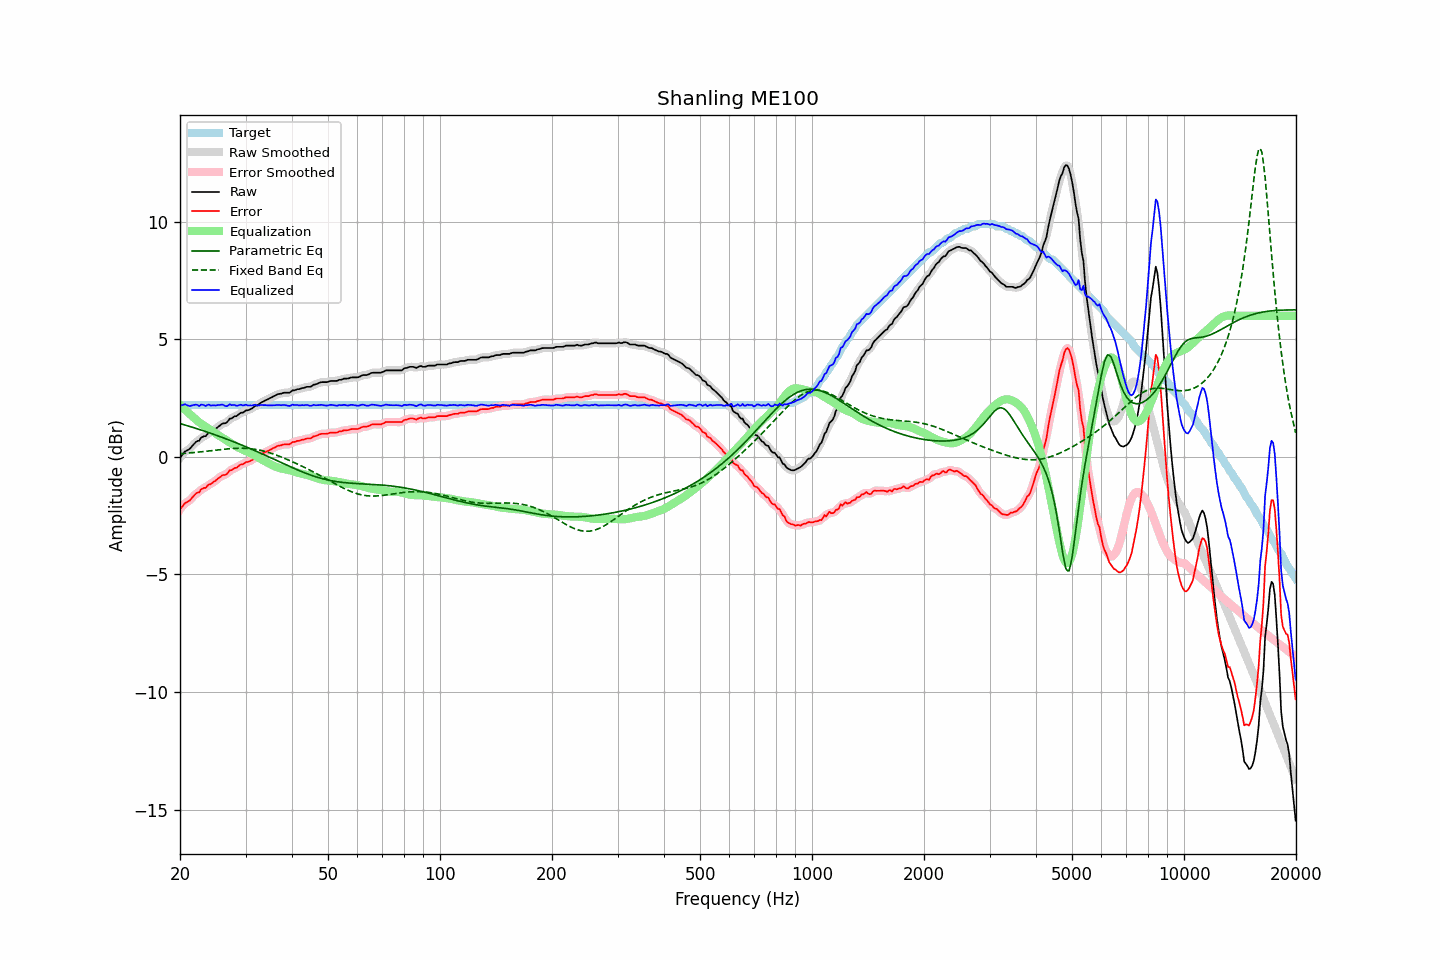 Shanling ME100
Target
Raw Smoothed
Error Smoothed
Raw
Error
Equalization
Parametric Eq
Fixed Band Eq
Equalized
Amplitude (dBr)
10
5
0
−5
−10
−15
20 50 100 200 500 1000 2000 5000 10000 20000
Frequency (Hz)